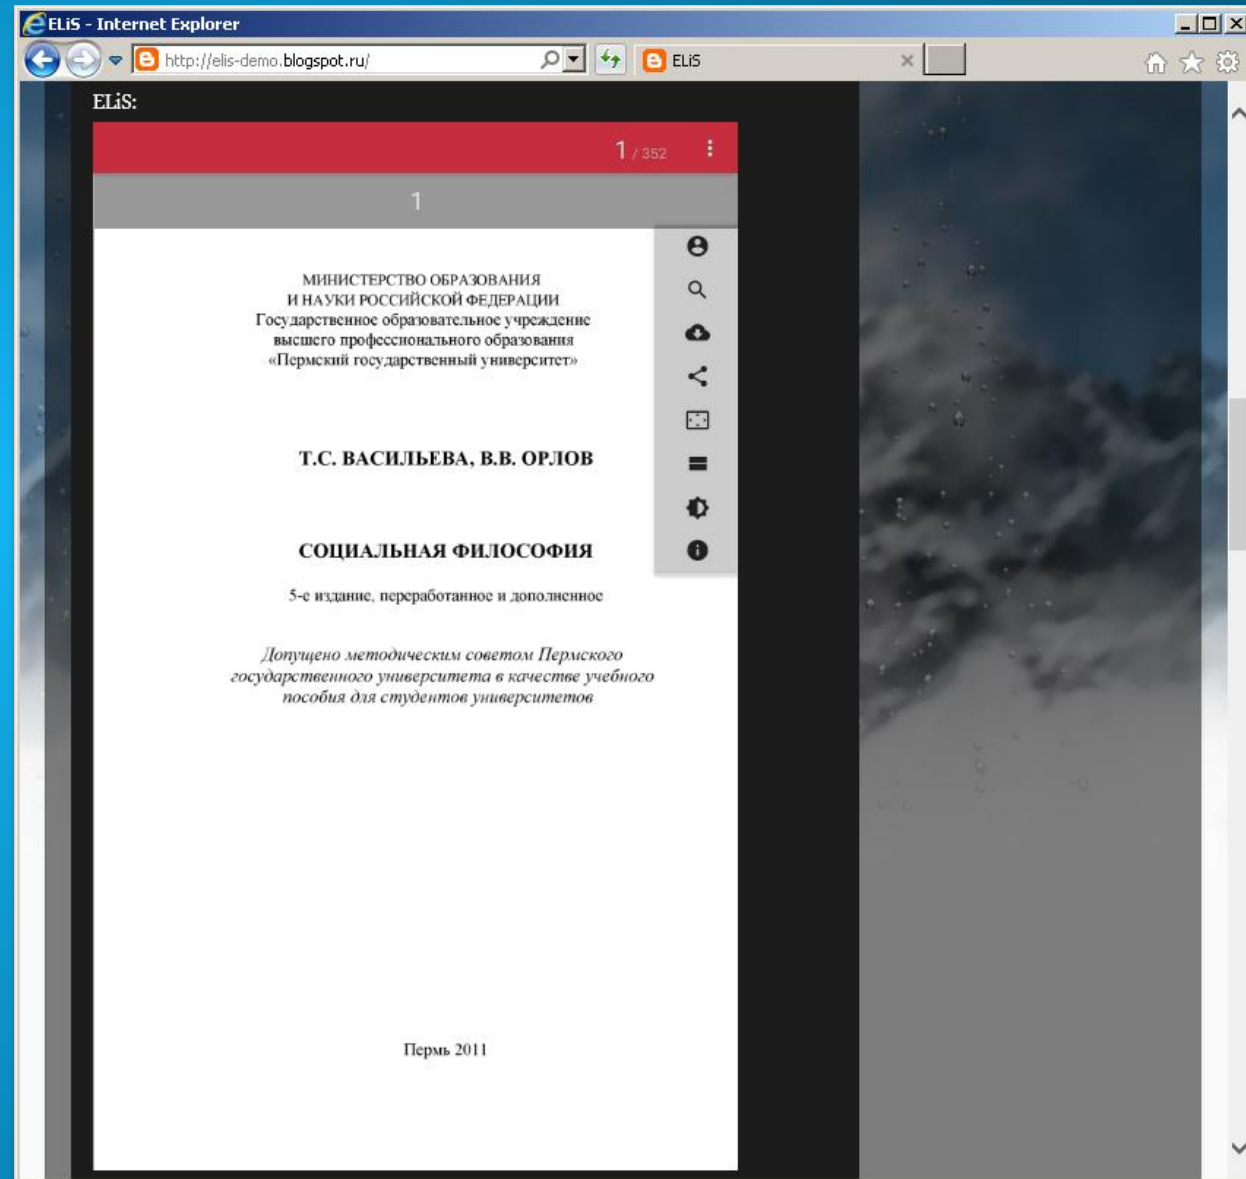 ELiS - Internet Explorer
http://elis-demo.blogspot.ru/
ELiS
ELiS:
1 / 352
1
МИНИСТЕРСТВО ОБРАЗОВАНИЯ
И НАУКИ РОССИЙСКОЙ ФЕДЕРАЦИИ
Государственное образовательное учреждение
высшего профессионального образования
«Пермский государственный университет»
Т.С. ВАСИЛЬЕВА, В.В. ОРЛОВ
СОЦИАЛЬНАЯ ФИЛОСОФИЯ
5-е издание, переработанное и дополненное
Допущено методическим советом Пермского
государственного университета в качестве учебного
пособия для студентов университетов
Пермь 2011